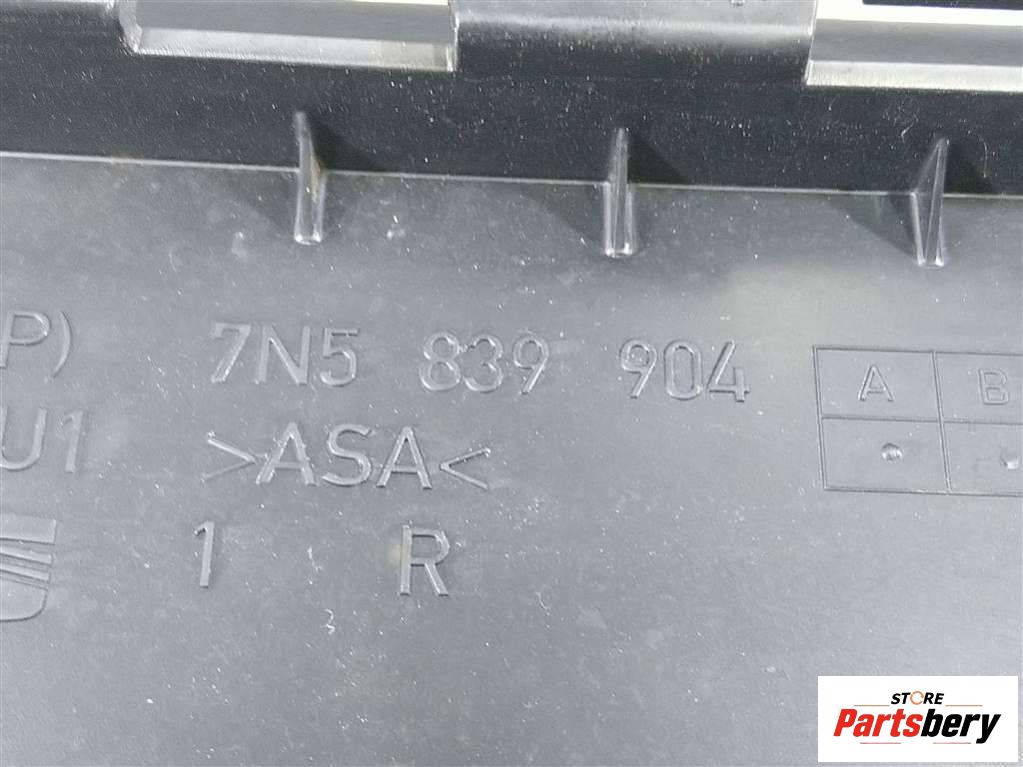 P) 7N5 839 904
U1 >ASA<
1 R
A B
STORE
Partsbery